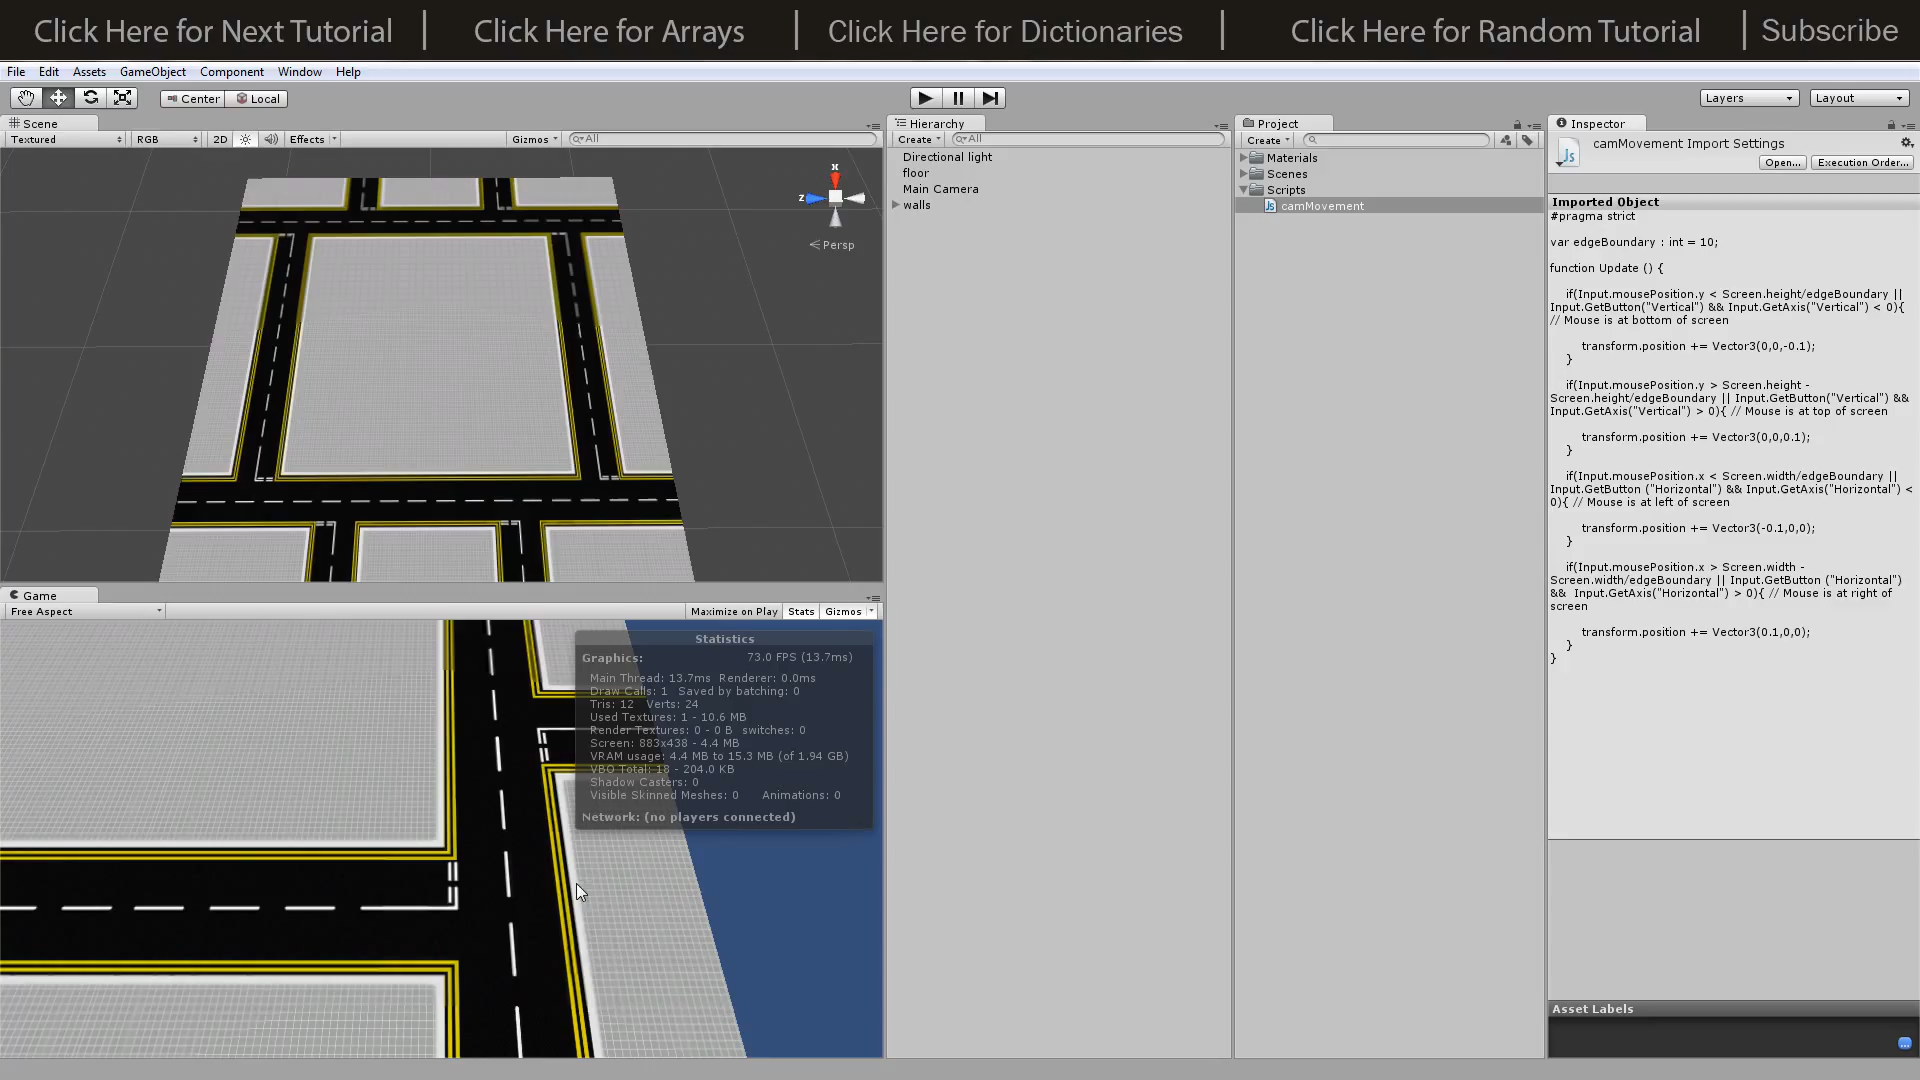 Click Here for Next Tutorial | Click Here for Arrays | Click Here for Dictionaries | Click Here for Random Tutorial | Subscribe
File Edit Assets GameObject Component Window Help
Center Local
Layers Layout
Scene
Textured RGB 2D Effects Gizmos All
x
z
Persp
Game
Free Aspect Maximize on Play Stats Gizmos
Statistics
Graphics: 73.0 FPS (13.7ms)
Main Thread: 13.7ms Renderer: 0.0ms
Draw Calls: 1 Saved by batching: 0
Tris: 12 Verts: 24
Used Textures: 1 - 10.6 MB
Render Textures: 0 - 0 B switches: 0
Screen: 883x438 - 4.4 MB
VRAM usage: 4.4 MB to 15.3 MB (of 1.94 GB)
VBO Total: 18 - 204.0 KB
Shadow Casters: 0
Visible Skinned Meshes: 0 Animations: 0
Network: (no players connected)
Hierarchy
Create All
Directional light
floor
Main Camera
walls
Project
Create
Materials
Scenes
Scripts
camMovement
Inspector
camMovement Import Settings
Js
Open... Execution Order...
Imported Object
#pragma strict
var edgeBoundary : int = 10;
function Update () {
if(Input.mousePosition.y < Screen.height/edgeBoundary ||
Input.GetButton("Vertical") && Input.GetAxis("Vertical") < 0){
// Mouse is at bottom of screen
transform.position += Vector3(0,0,-0.1);
}
if(Input.mousePosition.y > Screen.height -
Screen.height/edgeBoundary || Input.GetButton("Vertical") &&
Input.GetAxis("Vertical") > 0){ // Mouse is at top of screen
transform.position += Vector3(0,0,0.1);
}
if(Input.mousePosition.x < Screen.width/edgeBoundary ||
Input.GetButton ("Horizontal") && Input.GetAxis("Horizontal") <
0){ // Mouse is at left of screen
transform.position += Vector3(-0.1,0,0);
}
if(Input.mousePosition.x > Screen.width -
Screen.width/edgeBoundary || Input.GetButton ("Horizontal")
&& Input.GetAxis("Horizontal") > 0){ // Mouse is at right of
screen
transform.position += Vector3(0.1,0,0);
}
}
Asset Labels